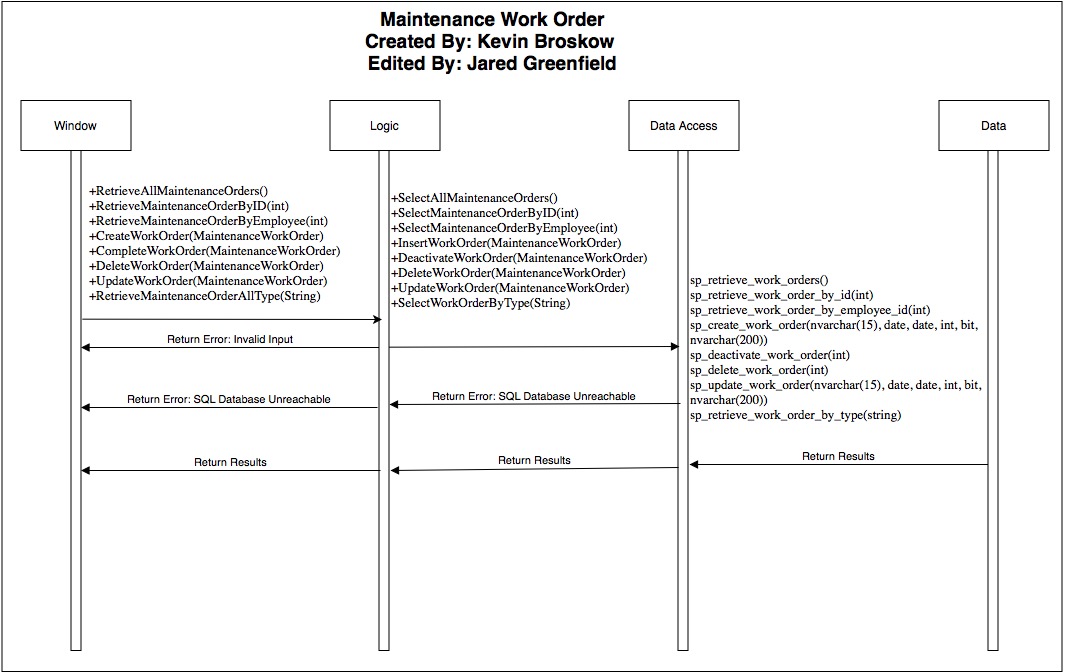 Maintenance Work Order
Created By: Kevin Broskow
Edited By: Jared Greenfield
Window
Logic
Data Access
Data
+RetrieveAllMaintenanceOrders()
+RetrieveMaintenanceOrderByID(int)
+RetrieveMaintenanceOrderByEmployee(int)
+CreateWorkOrder(MaintenanceWorkOrder)
+CompleteWorkOrder(MaintenanceWorkOrder)
+DeleteWorkOrder(MaintenanceWorkOrder)
+UpdateWorkOrder(MaintenanceWorkOrder)
+RetrieveMaintenanceOrderAllType(String)
+SelectAllMaintenanceOrders()
+SelectMaintenanceOrderByID(int)
+SelectMaintenanceOrderByEmployee(int)
+InsertWorkOrder(MaintenanceWorkOrder)
+DeactivateWorkOrder(MaintenanceWorkOrder)
+DeleteWorkOrder(MaintenanceWorkOrder)
+UpdateWorkOrder(MaintenanceWorkOrder)
+SelectWorkOrderByType(String)
sp_retrieve_work_orders()
sp_retrieve_work_order_by_id(int)
sp_retrieve_work_order_by_employee_id(int)
sp_create_work_order(nvarchar(15), date, date, int, bit,
nvarchar(200))
sp_deactivate_work_order(int)
sp_delete_work_order(int)
sp_update_work_order(nvarchar(15), date, date, int, bit,
nvarchar(200))
sp_retrieve_work_order_by_type(string)
Return Error: Invalid Input
Return Error: SQL Database Unreachable
Return Error: SQL Database Unreachable
Return Results
Return Results
Return Results